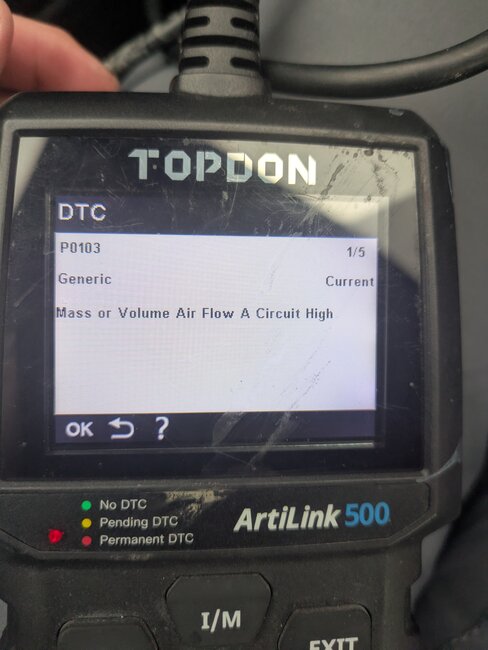 TOPDON
DTC
P0103 1/5
Generic Current
Mass or Volume Air Flow A Circuit High
OK ?
No DTC
Pending DTC
Permanent DTC
ArtiLink 500
I/M
EXIT